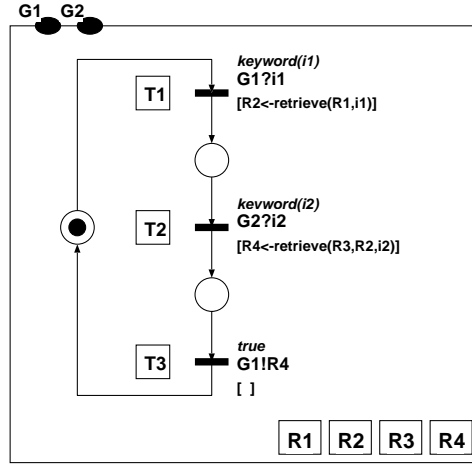 G1 G2
keyword(i1)
T1
G1?i1
[R2<-retrieve(R1,i1)]
kevword(i2)
T2
G2?i2
[R4<-retrieve(R3,R2,i2)]
true
T3
G1!R4
[ ]
R1 R2 R3 R4